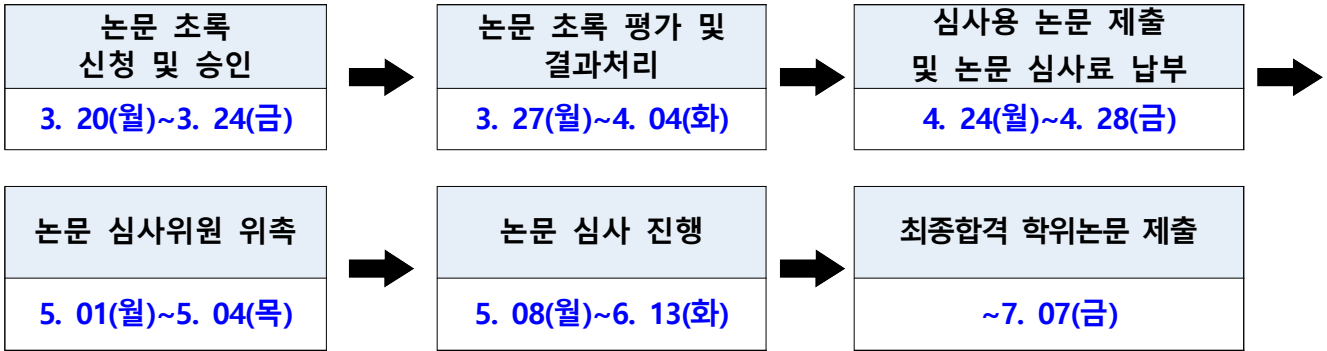 논문 초록
신청 및 승인
3. 20(월)~3. 24(금)
논문 초록 평가 및
결과처리
3. 27(월)~4. 04(화)
심사용 논문 제출
및 논문 심사료 납부
4. 24(월)~4. 28(금)
논문 심사위원 위촉
5. 01(월)~5. 04(목)
논문 심사 진행
5. 08(월)~6. 13(화)
최종합격 학위논문 제출
~7. 07(금)